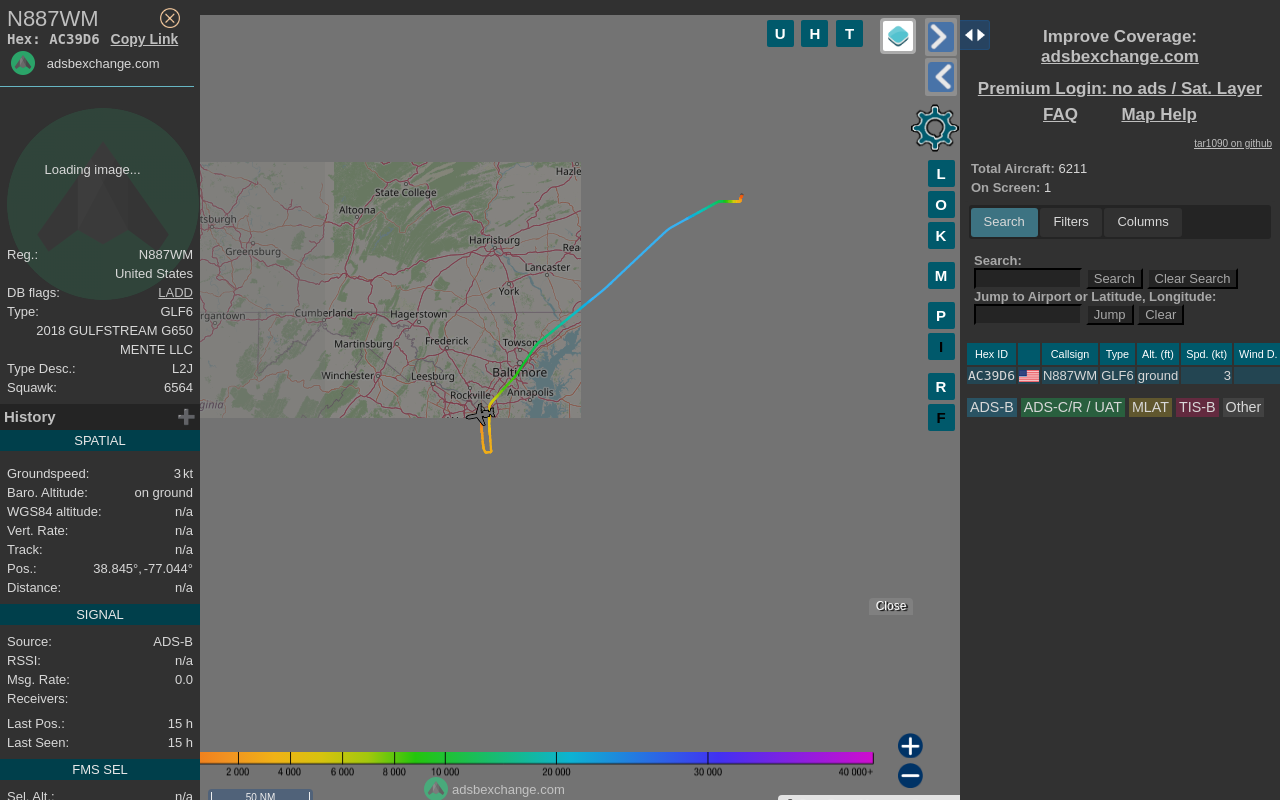 N887WM
Hex: AC39D6 Copy Link
adsbexchange.com
Loading image...
Reg.: N887WM
United States
DB flags: LADD
Type: GLF6
2018 GULFSTREAM G650
MENTE LLC
Type Desc.: L2J
Squawk: 6564
History
SPATIAL
Groundspeed: 3 kt
Baro. Altitude: on ground
WGS84 altitude: n/a
Vert. Rate: n/a
Track: n/a
Pos.: 38.845°, -77.044°
Distance: n/a
SIGNAL
Source: ADS-B
RSSI: n/a
Msg. Rate: 0.0
Receivers:
Last Pos.: 15 h
Last Seen: 15 h
FMS SEL
Sel. Alt.: n/a
U H T
L
O
K
M
P
I
R
F
Hazle
State College
Altoona
tsburgh
Greensburg
Harrisburg
Rea
Lancaster
York
rgantown
Cumberland
Hagerstown
Martinsburg
Frederick
Towson
Winchester
Leesburg
Baltimore
Rockville
Annapolis
ginia
Close
2 000 4 000 6 000 8 000 10 000 20 000 30 000 40 000+
adsbexchange.com
50 NM
Improve Coverage:
adsbexchange.com
Premium Login: no ads / Sat. Layer
FAQ Map Help
tar1090 on github
Total Aircraft: 6211
On Screen: 1
Search Filters Columns
Search:
Search Clear Search
Jump to Airport or Latitude, Longitude:
Jump Clear
Hex ID Callsign Type Alt. (ft) Spd. (kt) Wind D.
AC39D6 N887WM GLF6 ground 3
ADS-B ADS-C/R / UAT MLAT TIS-B Other